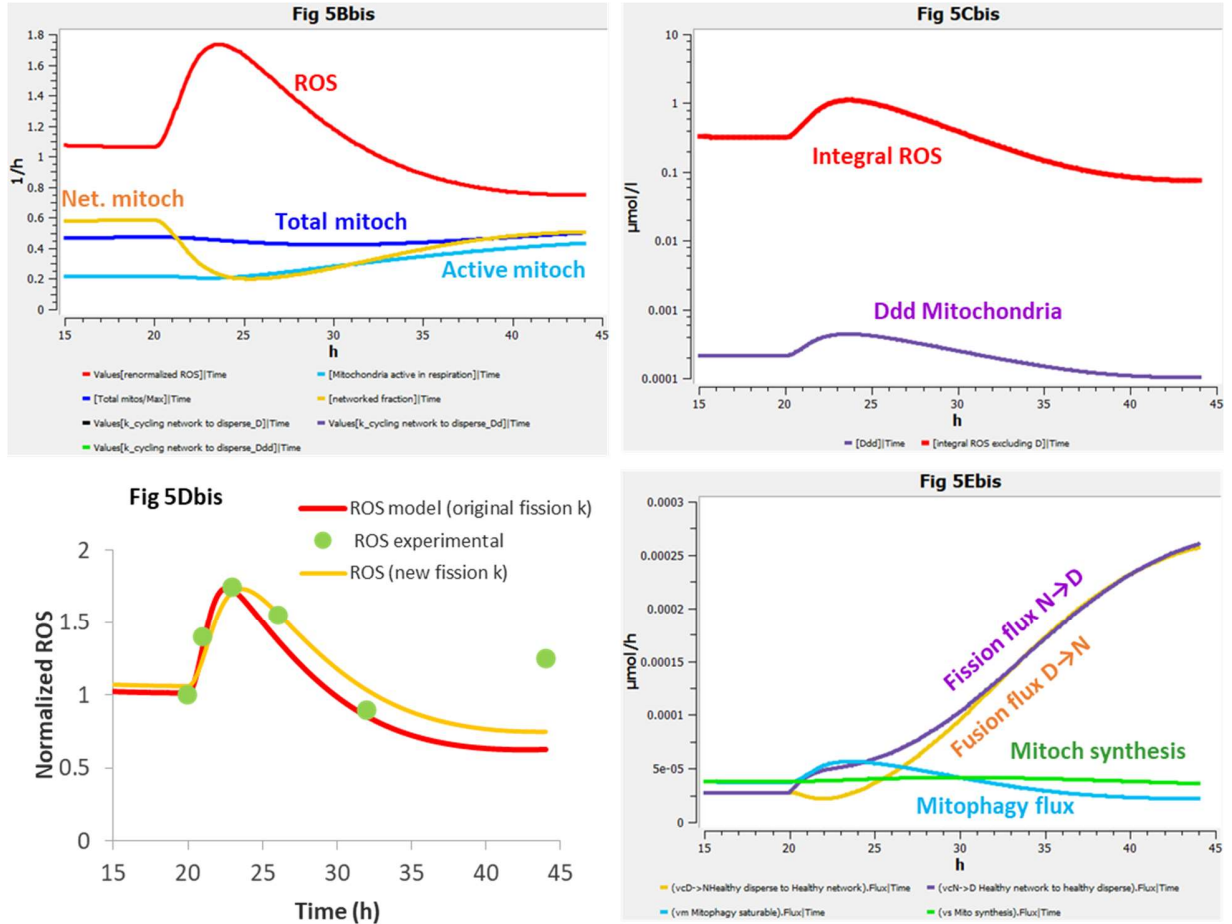 Fig 5Bbis
1.8
1.6
1.4
1.2
1
0.8
0.6
0.4
0.2
0
1/h
ROS
Net. mitoch
Total mitoch
Active mitoch
15 20 25 30 35 40 45
h
Values[renormalized ROS]|Time [Mitochondria active in respiration]|Time
[Total mitos/Max]|Time [networked fraction]|Time
Values[k_cycling network to disperse_D]|Time Values[k_cycling network to disperse_Dd]|Time
Values[k_cycling network to disperse_Ddd]|Time
Fig 5Cbis
10
1
0.1
0.01
0.001
0.0001
µmol/l
Integral ROS
Ddd Mitochondria
15 20 25 30 35 40 45
h
[Ddd]|Time [integral ROS excluding D]|Time
Fig 5Dbis
ROS model (original fission k)
ROS experimental
ROS (new fission k)
2
1.5
1
0.5
0
Normalized ROS
15 20 25 30 35 40 45
Time (h)
Fig 5Ebis
0.0003
0.00025
0.0002
0.00015
0.0001
5e-05
0
µmol/h
Fission flux N→D
Fusion flux D→N
Mitoch synthesis
Mitophagy flux
15 20 25 30 35 40 45
h
(vcD->NHealthy disperse to Healthy network).Flux|Time (vcN->D Healthy network to healthy disperse).Flux|Time
(vm Mitophagy saturable).Flux|Time (vs Mito synthesis).Flux|Time